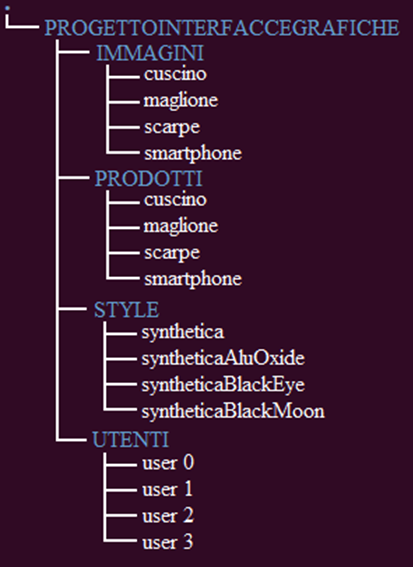 .
PROGETTOINTERFACCEGRAFICHE
IMMAGINI
cuscino
maglione
scarpe
smartphone
PRODOTTI
cuscino
maglione
scarpe
smartphone
STYLE
synthetica
syntheticaAluOxide
syntheticaBlackEye
syntheticaBlackMoon
UTENTI
user 0
user 1
user 2
user 3